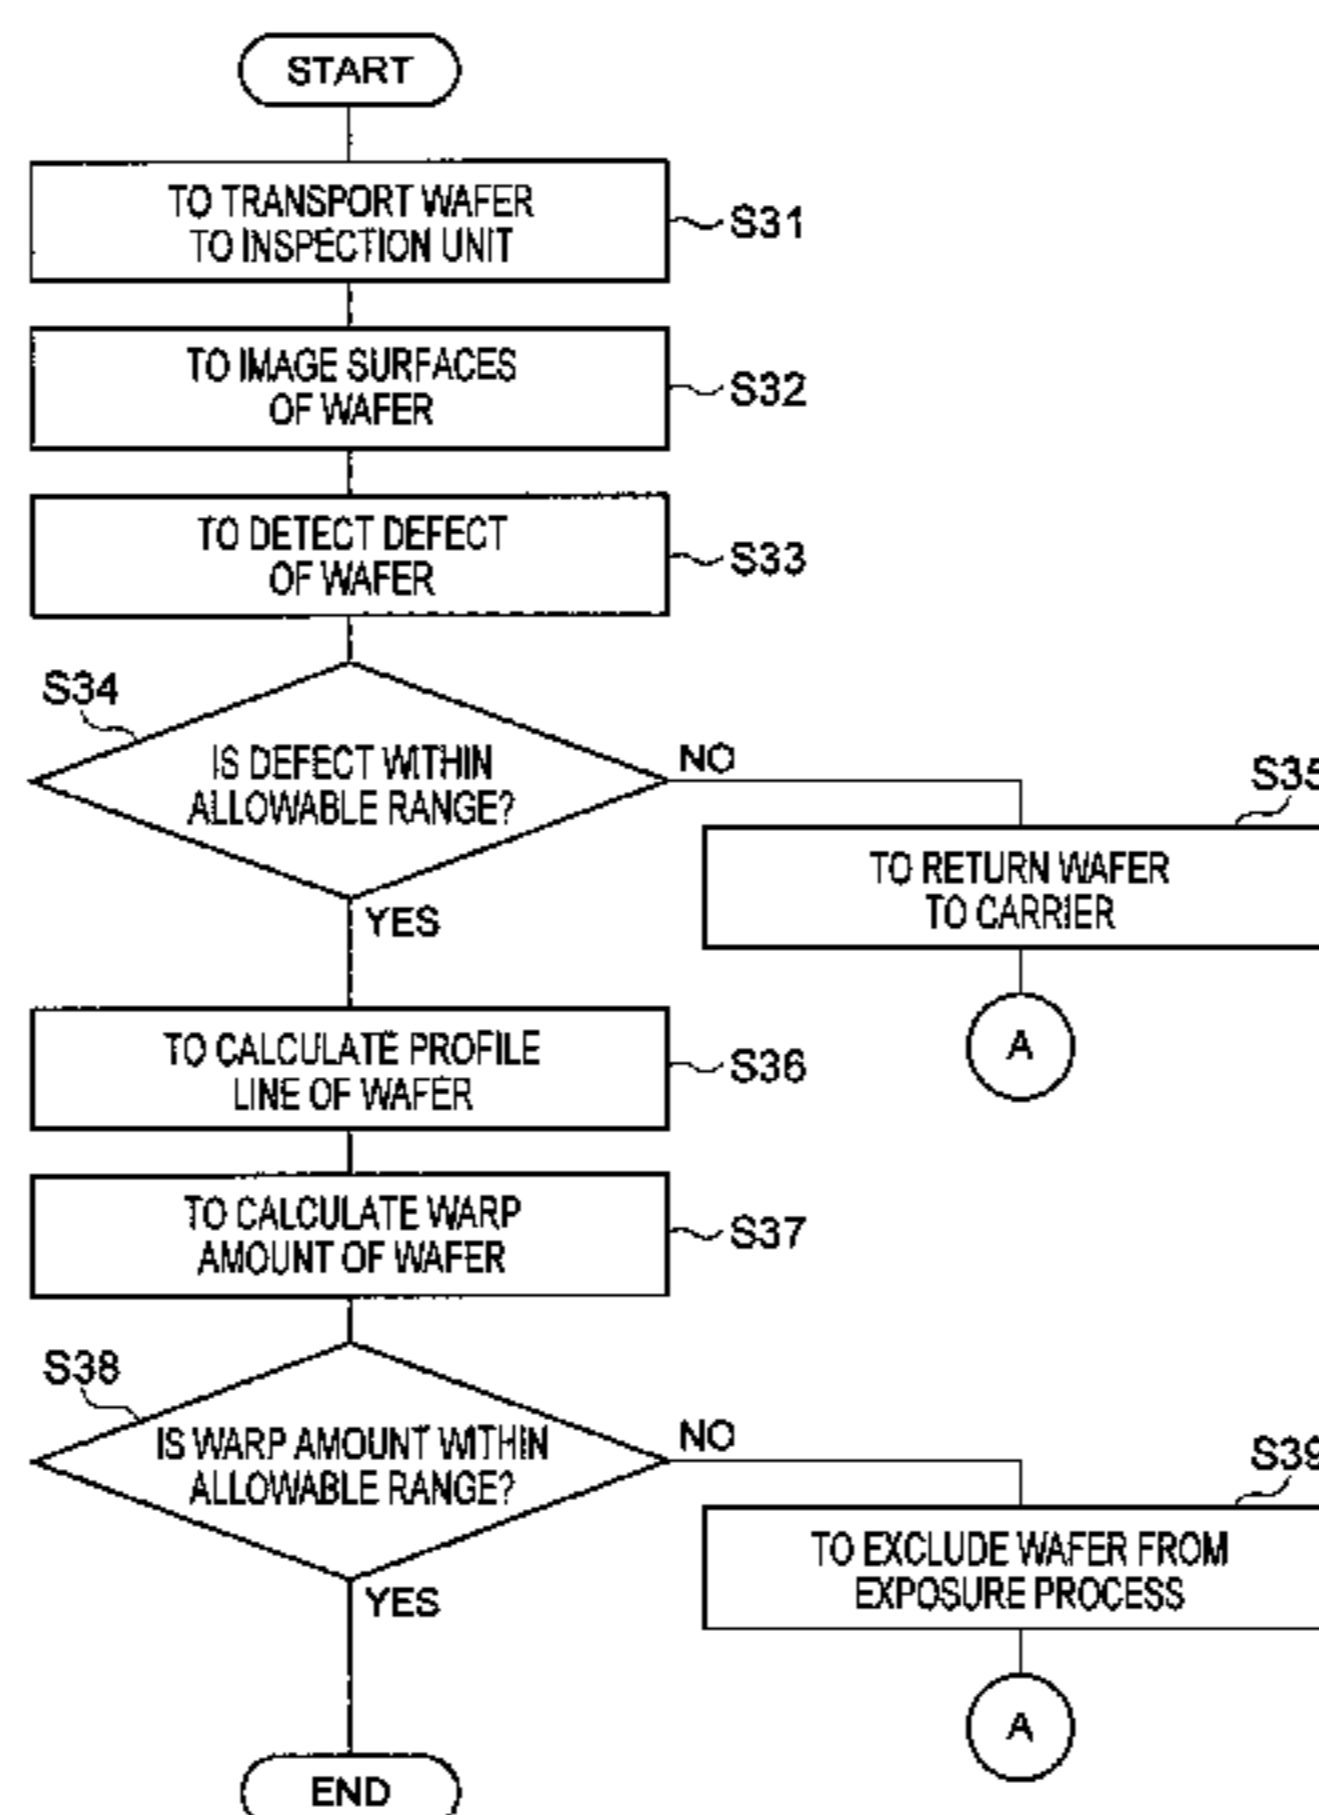 START
TO TRANSPORT WAFER
TO INSPECTION UNIT
S31
TO IMAGE SURFACES
OF WAFER
S32
TO DETECT DEFECT
OF WAFER
S33
S34
IS DEFECT WITHIN
ALLOWABLE RANGE?
NO
YES
S35
TO RETURN WAFER
TO CARRIER
A
TO CALCULATE PROFILE
LINE OF WAFER
S36
TO CALCULATE WARP
AMOUNT OF WAFER
S37
S38
IS WARP AMOUNT WITHIN
ALLOWABLE RANGE?
NO
YES
S39
TO EXCLUDE WAFER FROM
EXPOSURE PROCESS
A
END